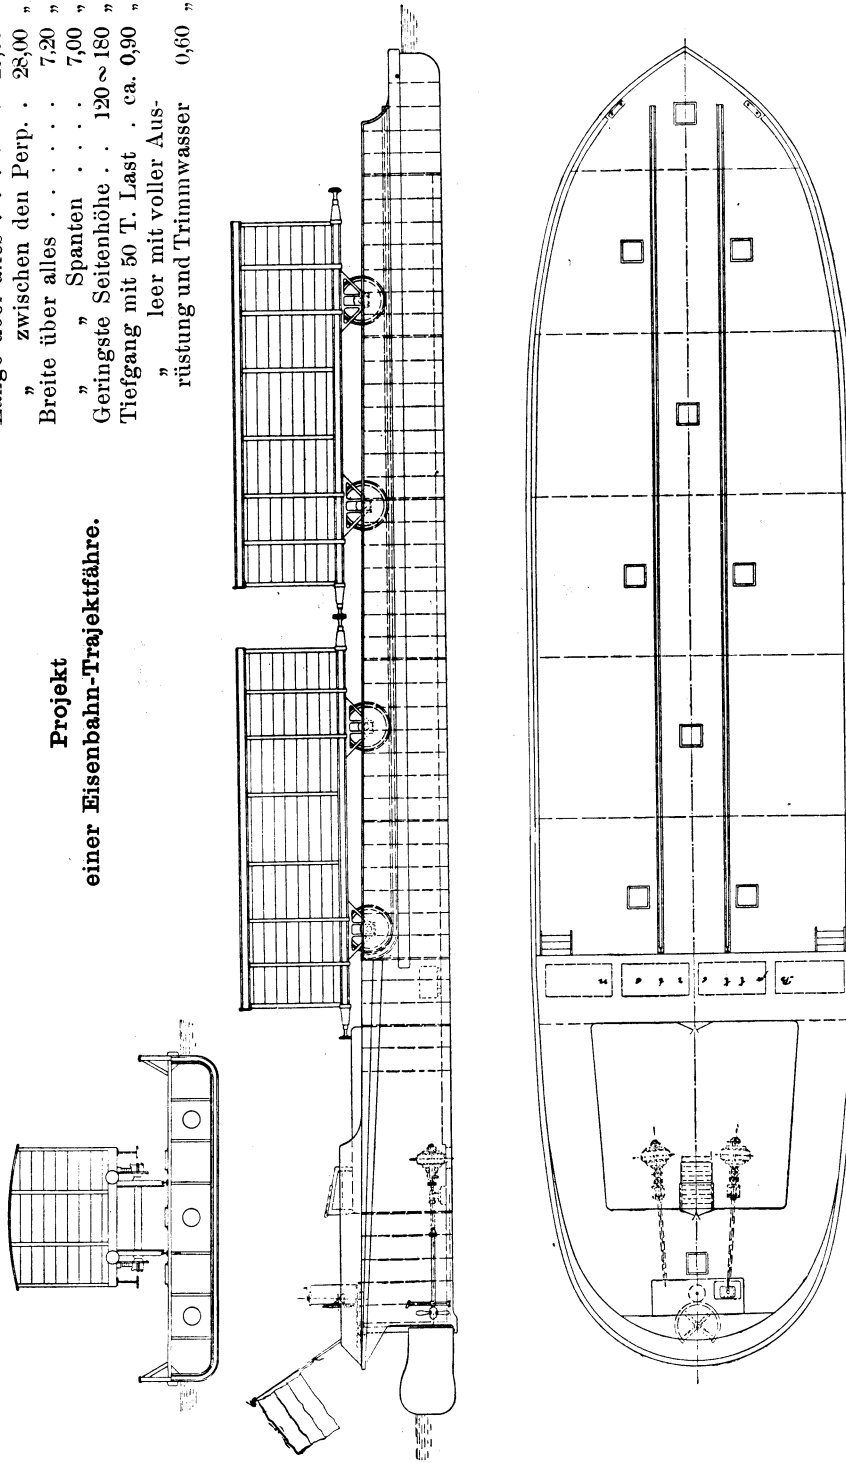 Projekt
einer Eisenbahn-Trajektfähre.
„ zwischen den Perp. . 28,00 „
Breite über alles . . . . . . . 7,20 „
„ „ Spanten . . . . 7,00 „
Geringste Seitenhöhe . . 120 ~ 180 „
Tiefgang mit 50 T. Last . ca. 0,90 „
„ leer mit voller Aus-
rüstung und Trimmwasser 0,60 „